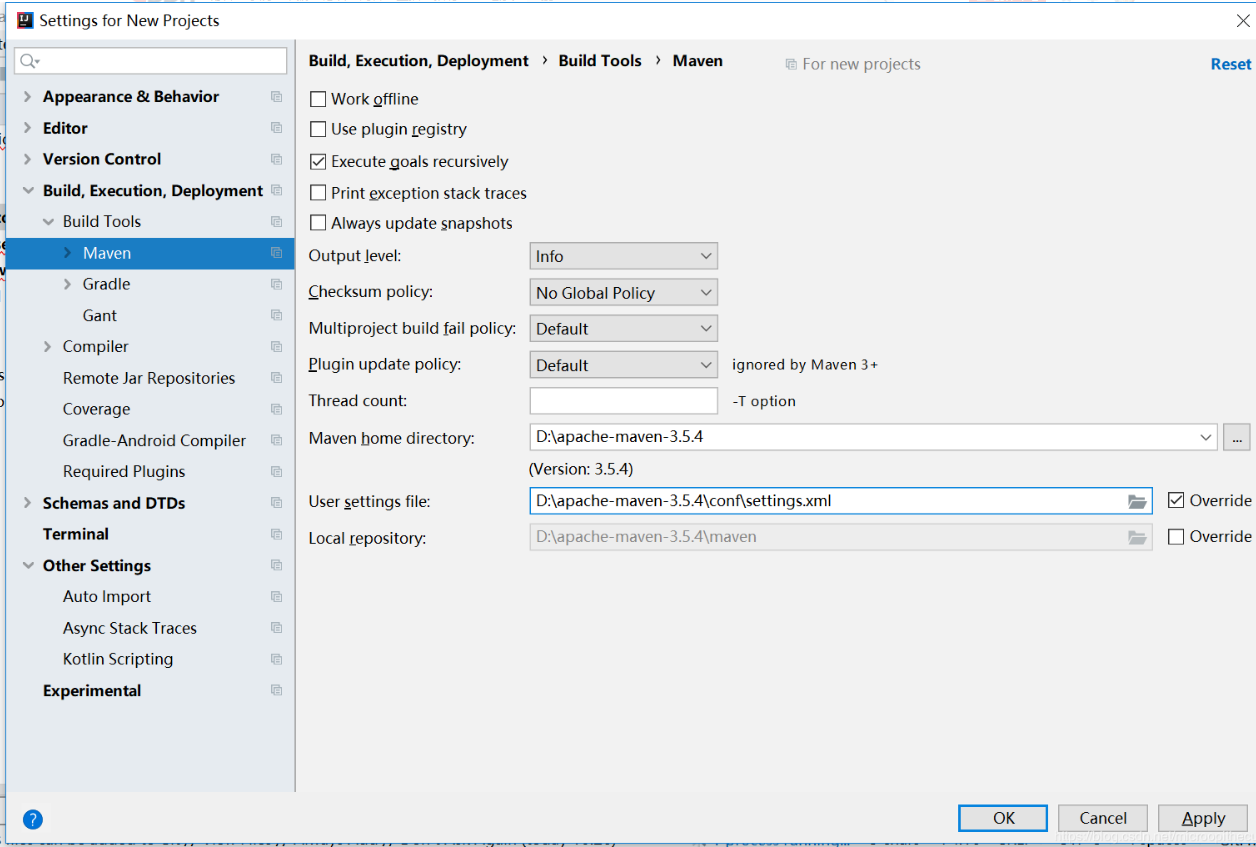 Settings for New Projects
Build, Execution, Deployment › Build Tools › Maven
For new projects
Reset
Appearance & Behavior
Editor
Version Control
Build, Execution, Deployment
Build Tools
Maven
Gradle
Gant
Compiler
Remote Jar Repositories
Coverage
Gradle-Android Compiler
Required Plugins
Schemas and DTDs
Terminal
Other Settings
Auto Import
Async Stack Traces
Kotlin Scripting
Experimental
Work offline
Use plugin registry
Execute goals recursively
Print exception stack traces
Always update snapshots
Output level: Info
Checksum policy: No Global Policy
Multiproject build fail policy: Default
Plugin update policy: Default ignored by Maven 3+
Thread count: -T option
Maven home directory: D:\apache-maven-3.5.4 ...
(Version: 3.5.4)
User settings file: D:\apache-maven-3.5.4\conf\settings.xml Override
Local repository: D:\apache-maven-3.5.4\maven Override
?
OK Cancel Apply